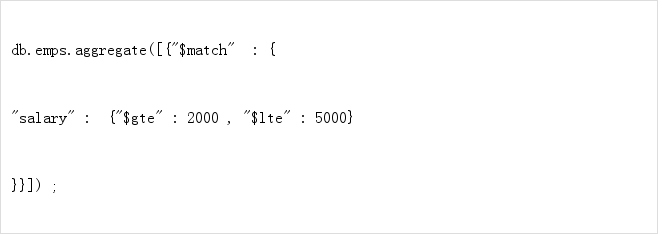 db.emps.aggregate([{"$match" : {
"salary" : {"$gte" : 2000 , "$lte" : 5000}
}}]) ;